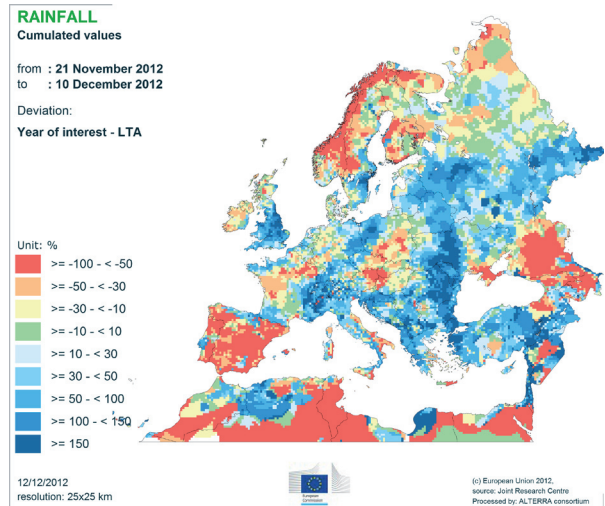 RAINFALL
Cumulated values
from : 21 November 2012
to : 10 December 2012
Deviation:
Year of interest - LTA
Unit: %
>= -100 - < -50
>= -50 - < -30
>= -30 - < -10
>= -10 - < 10
>= 10 - < 30
>= 30 - < 50
>= 50 - < 100
>= 100 - < 150
>= 150
12/12/2012
resolution: 25x25 km
European
Commission
(c) European Union 2012,
source: Joint Research Centre
Processed by: ALTERRA consortium